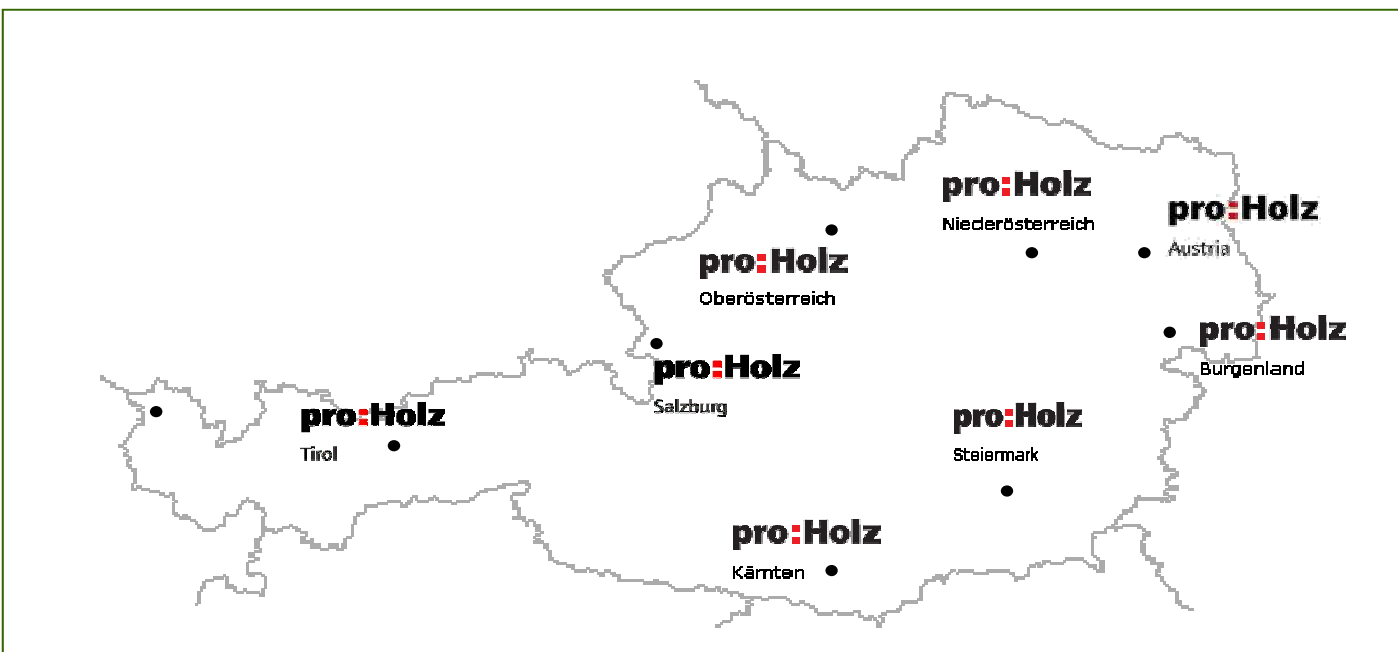 pro:Holz
Niederösterreich
pro:Holz
Austria
pro:Holz
Oberösterreich
pro:Holz
Burgenland
pro:Holz
Salzburg
pro:Holz
Tirol
pro:Holz
Steiermark
pro:Holz
Kärnten